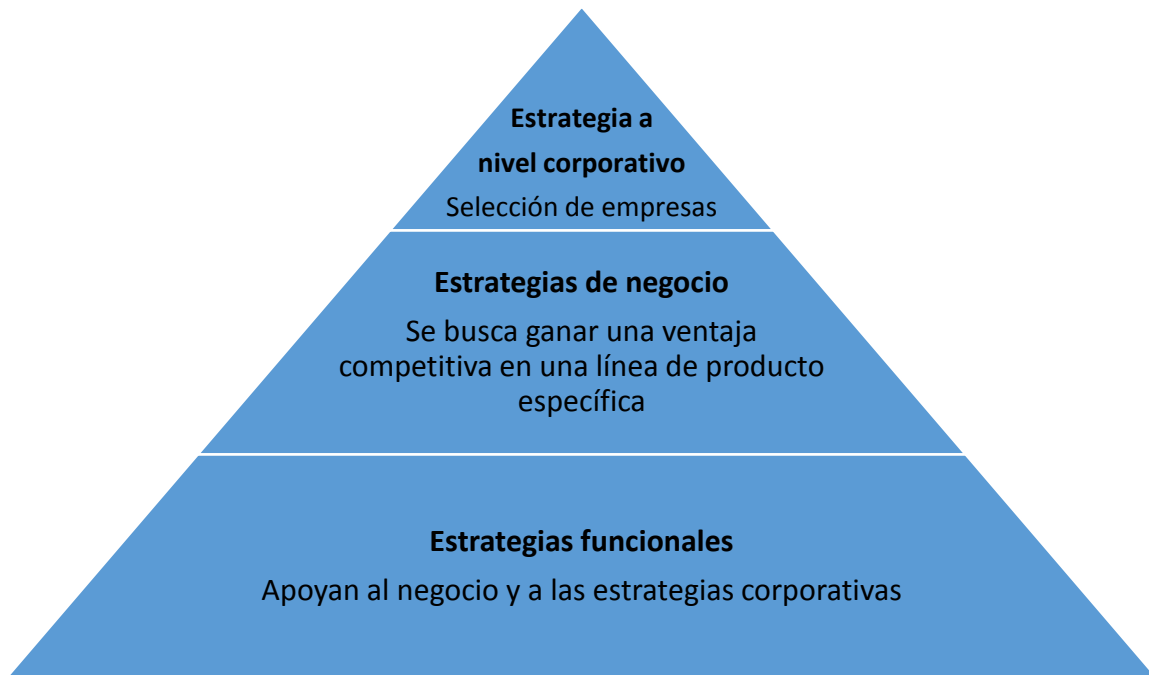 Estrategia a
nivel corporativo
Selección de empresas
Estrategias de negocio
Se busca ganar una ventaja
competitiva en una línea de producto
específica
Estrategias funcionales
Apoyan al negocio y a las estrategias corporativas